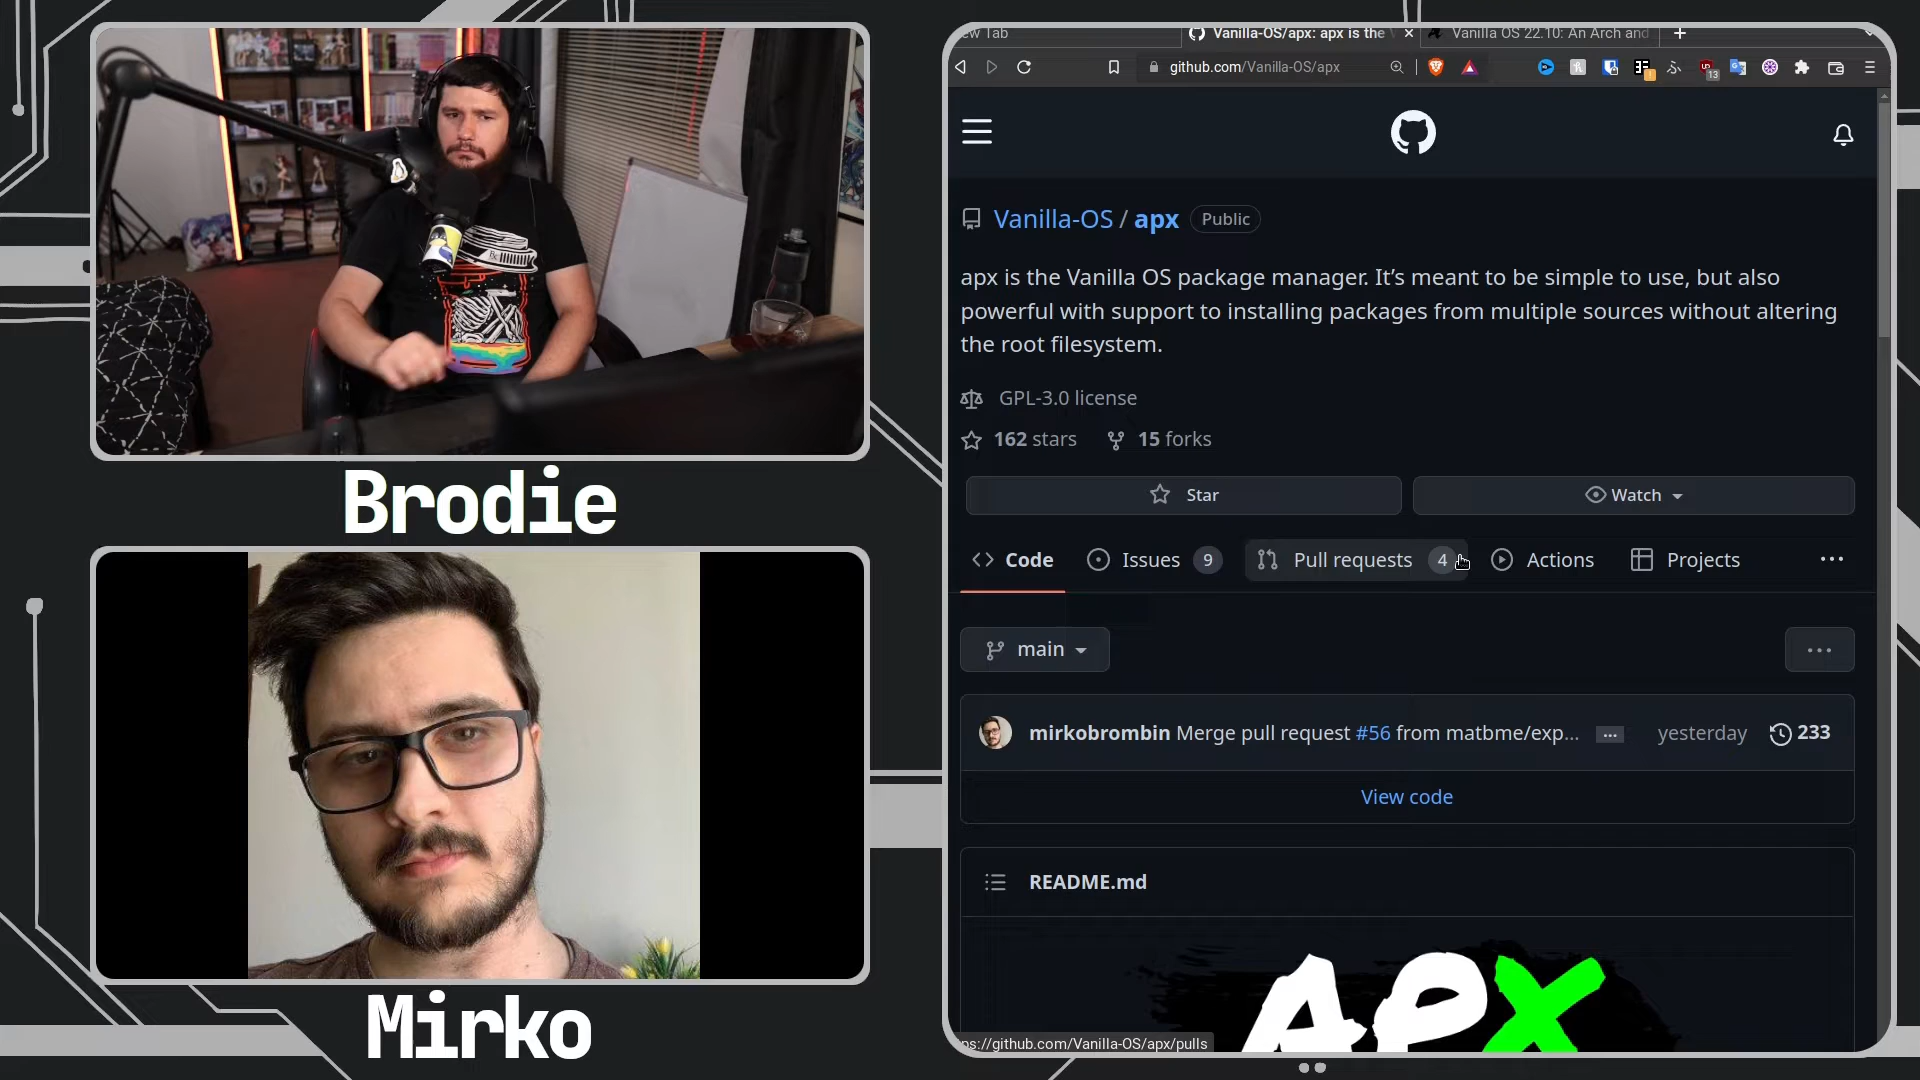 Brodie
Mirko
ew Tab
Vanilla-OS/apx: apx is the V
Vanilla OS 22.10: An Arch and
github.com/Vanilla-OS/apx
13
Vanilla-OS / apx
Public
apx is the Vanilla OS package manager. It’s meant to be simple to use, but also
powerful with support to installing packages from multiple sources without altering
the root filesystem.
GPL-3.0 license
162 stars
15 forks
Star
Watch
Code
Issues 9
Pull requests 4
Actions
Projects
main
mirkobrombin Merge pull request #56 from matbme/exp...
yesterday
233
View code
README.md
APX
ps://github.com/Vanilla-OS/apx/pulls